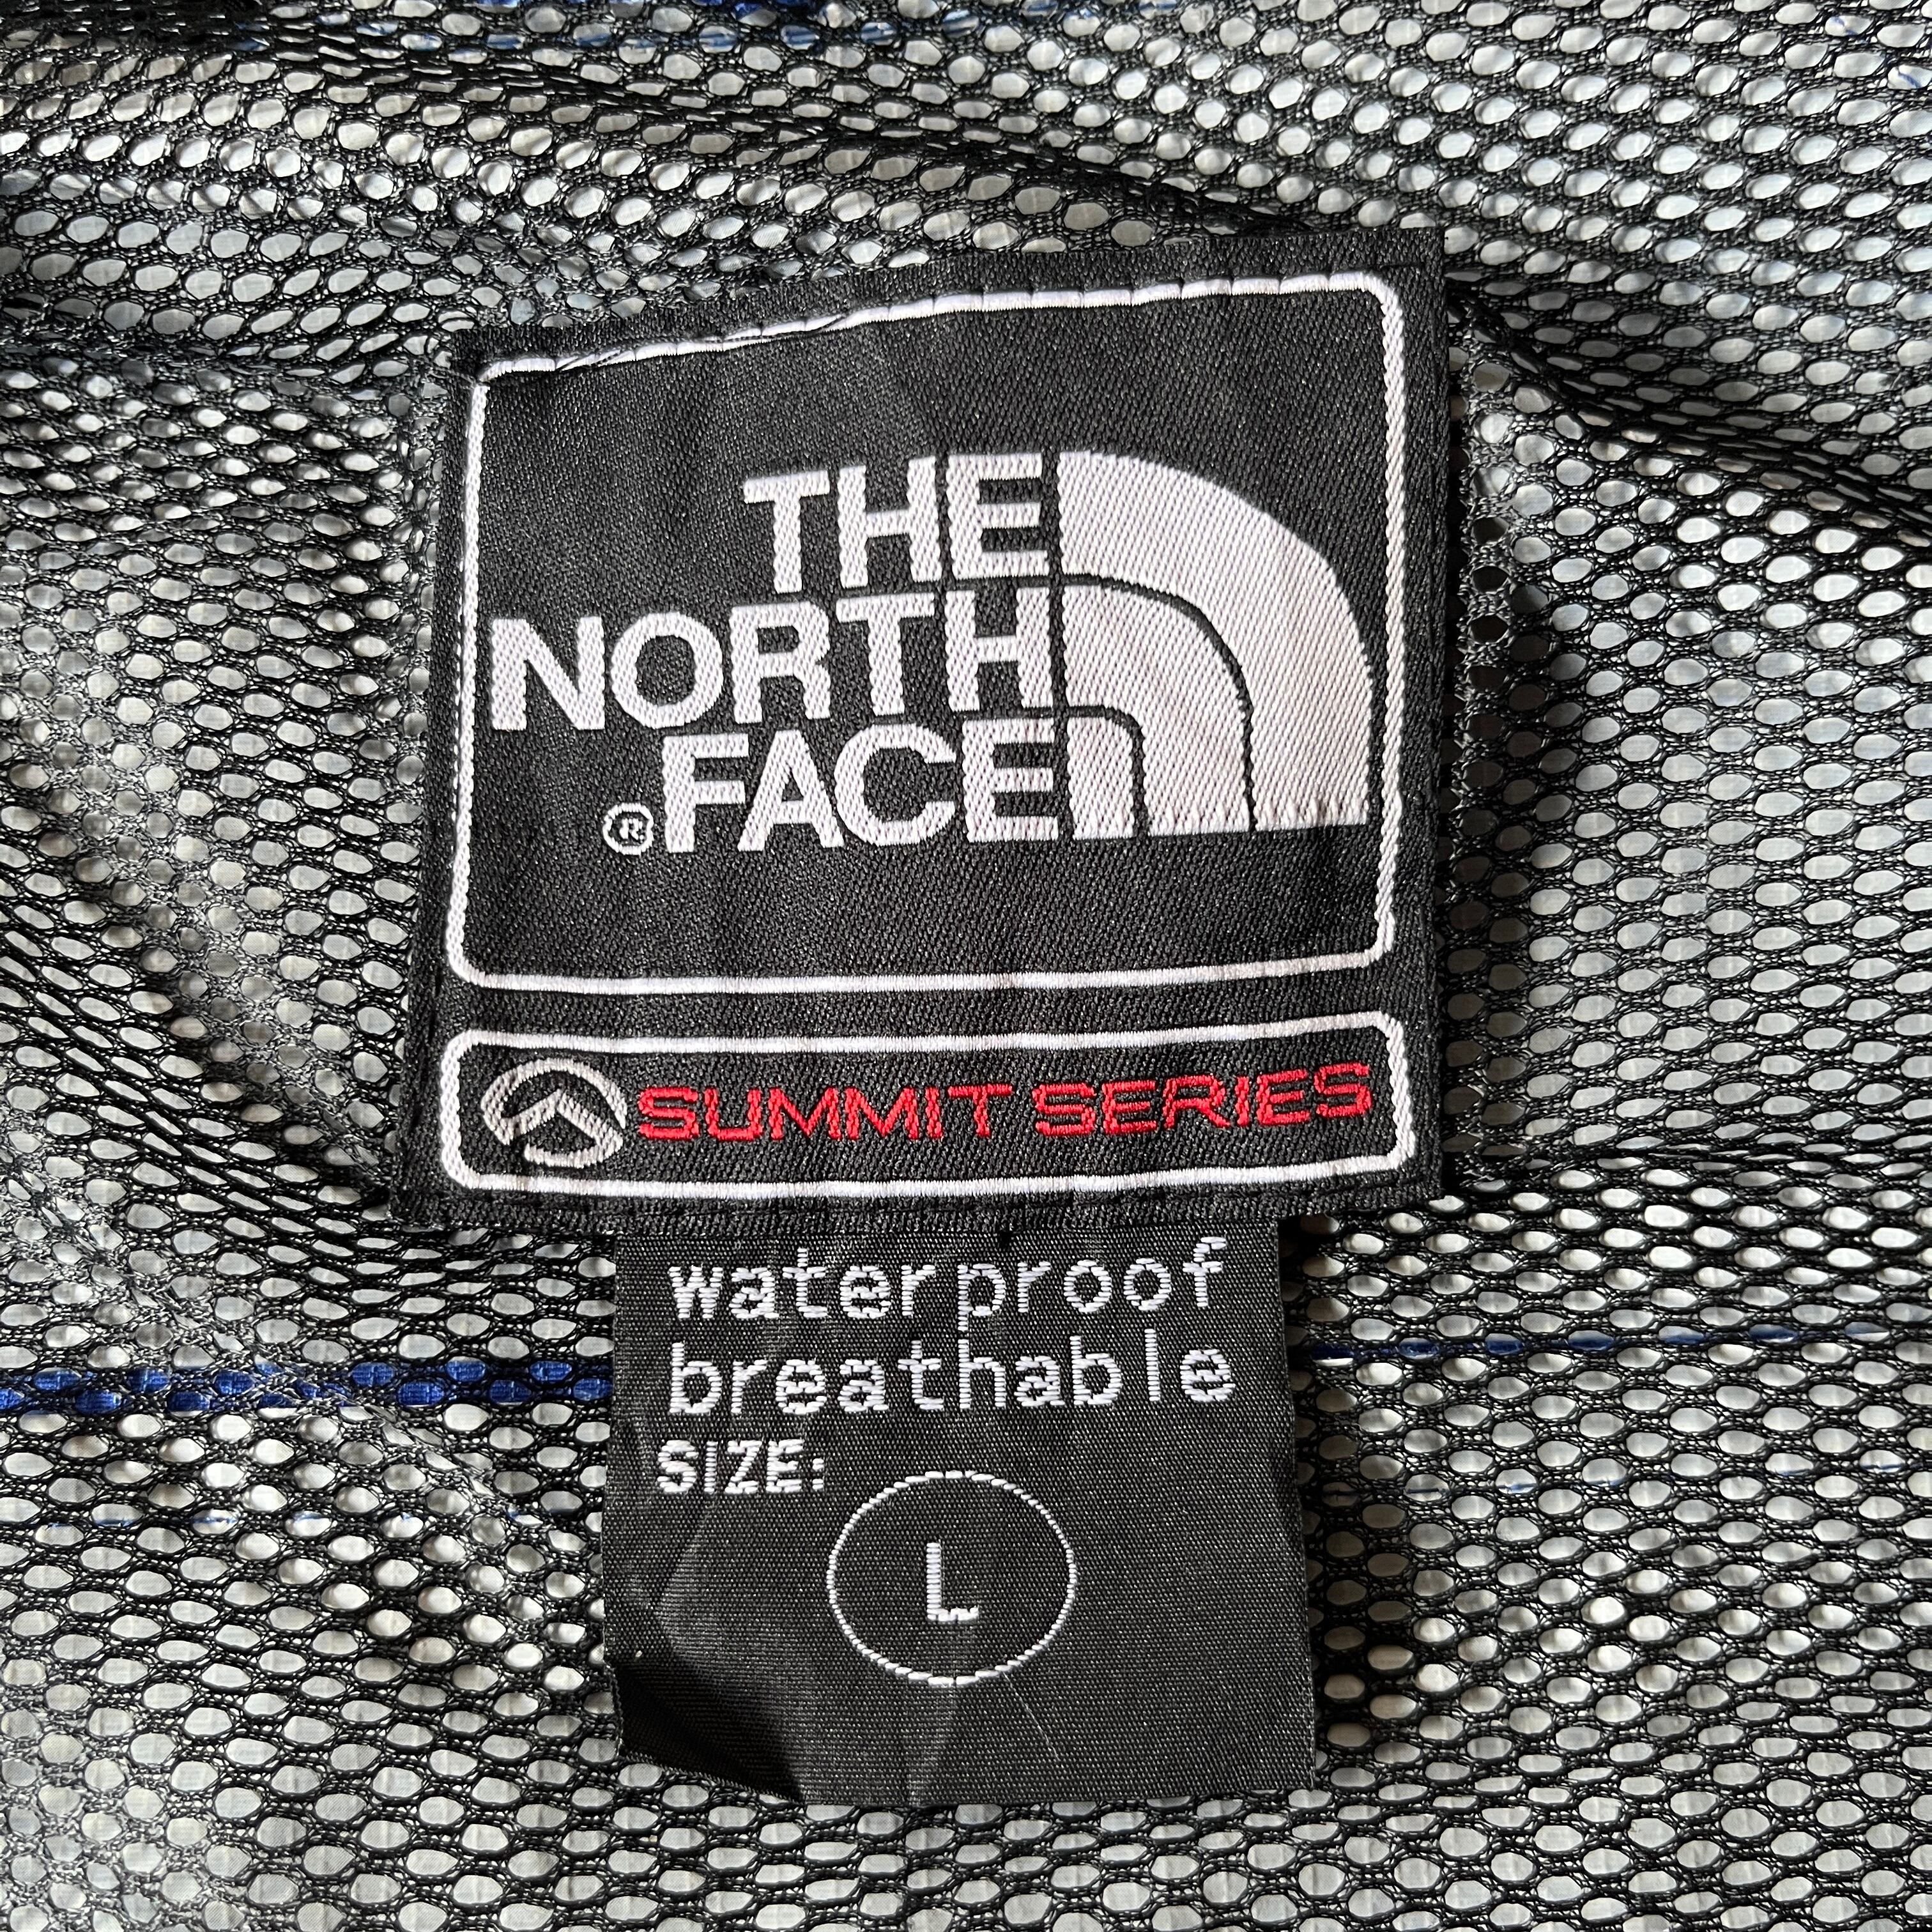 THE
NORTH
®FACE
SUMMIT SERIES
waterproof
breathable
SIZE:
L